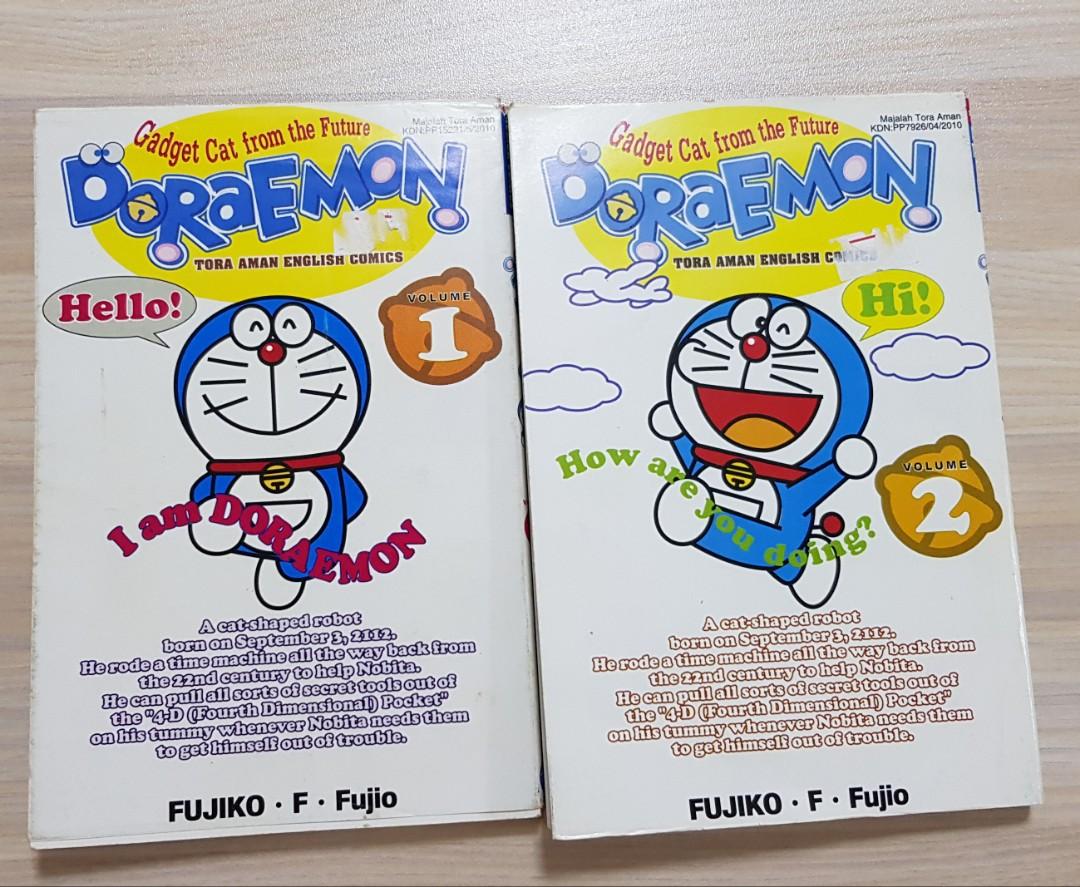 Gadget Cat from the Future
Majalah Tora Aman
DORAEMON
TORA AMAN ENGLISH COMICS
Hello!
VOLUME
1
I am DORAEMON
A cat-shaped robot
born on September 3, 2112.
He rode a time machine all the way back from
the 22nd century to help Nobita.
He can pull all sorts of secret tools out of
the "4-D (Fourth Dimensional) Pocket"
on his tummy whenever Nobita needs them
to get himself out of trouble.
FUJIKO · F · Fujio
Gadget Cat from the Future
Majalah Tora Aman
KDN:PP7926/04/2010
DORAEMON
TORA AMAN ENGLISH COMICS
Hi!
How are you doing?
VOLUME
2
A cat-shaped robot
born on September 3, 2112.
He rode a time machine all the way back from
the 22nd century to help Nobita.
He can pull all sorts of secret tools out of
the "4-D (Fourth Dimensional) Pocket"
on his tummy whenever Nobita needs them
to get himself out of trouble.
FUJIKO · F · Fujio